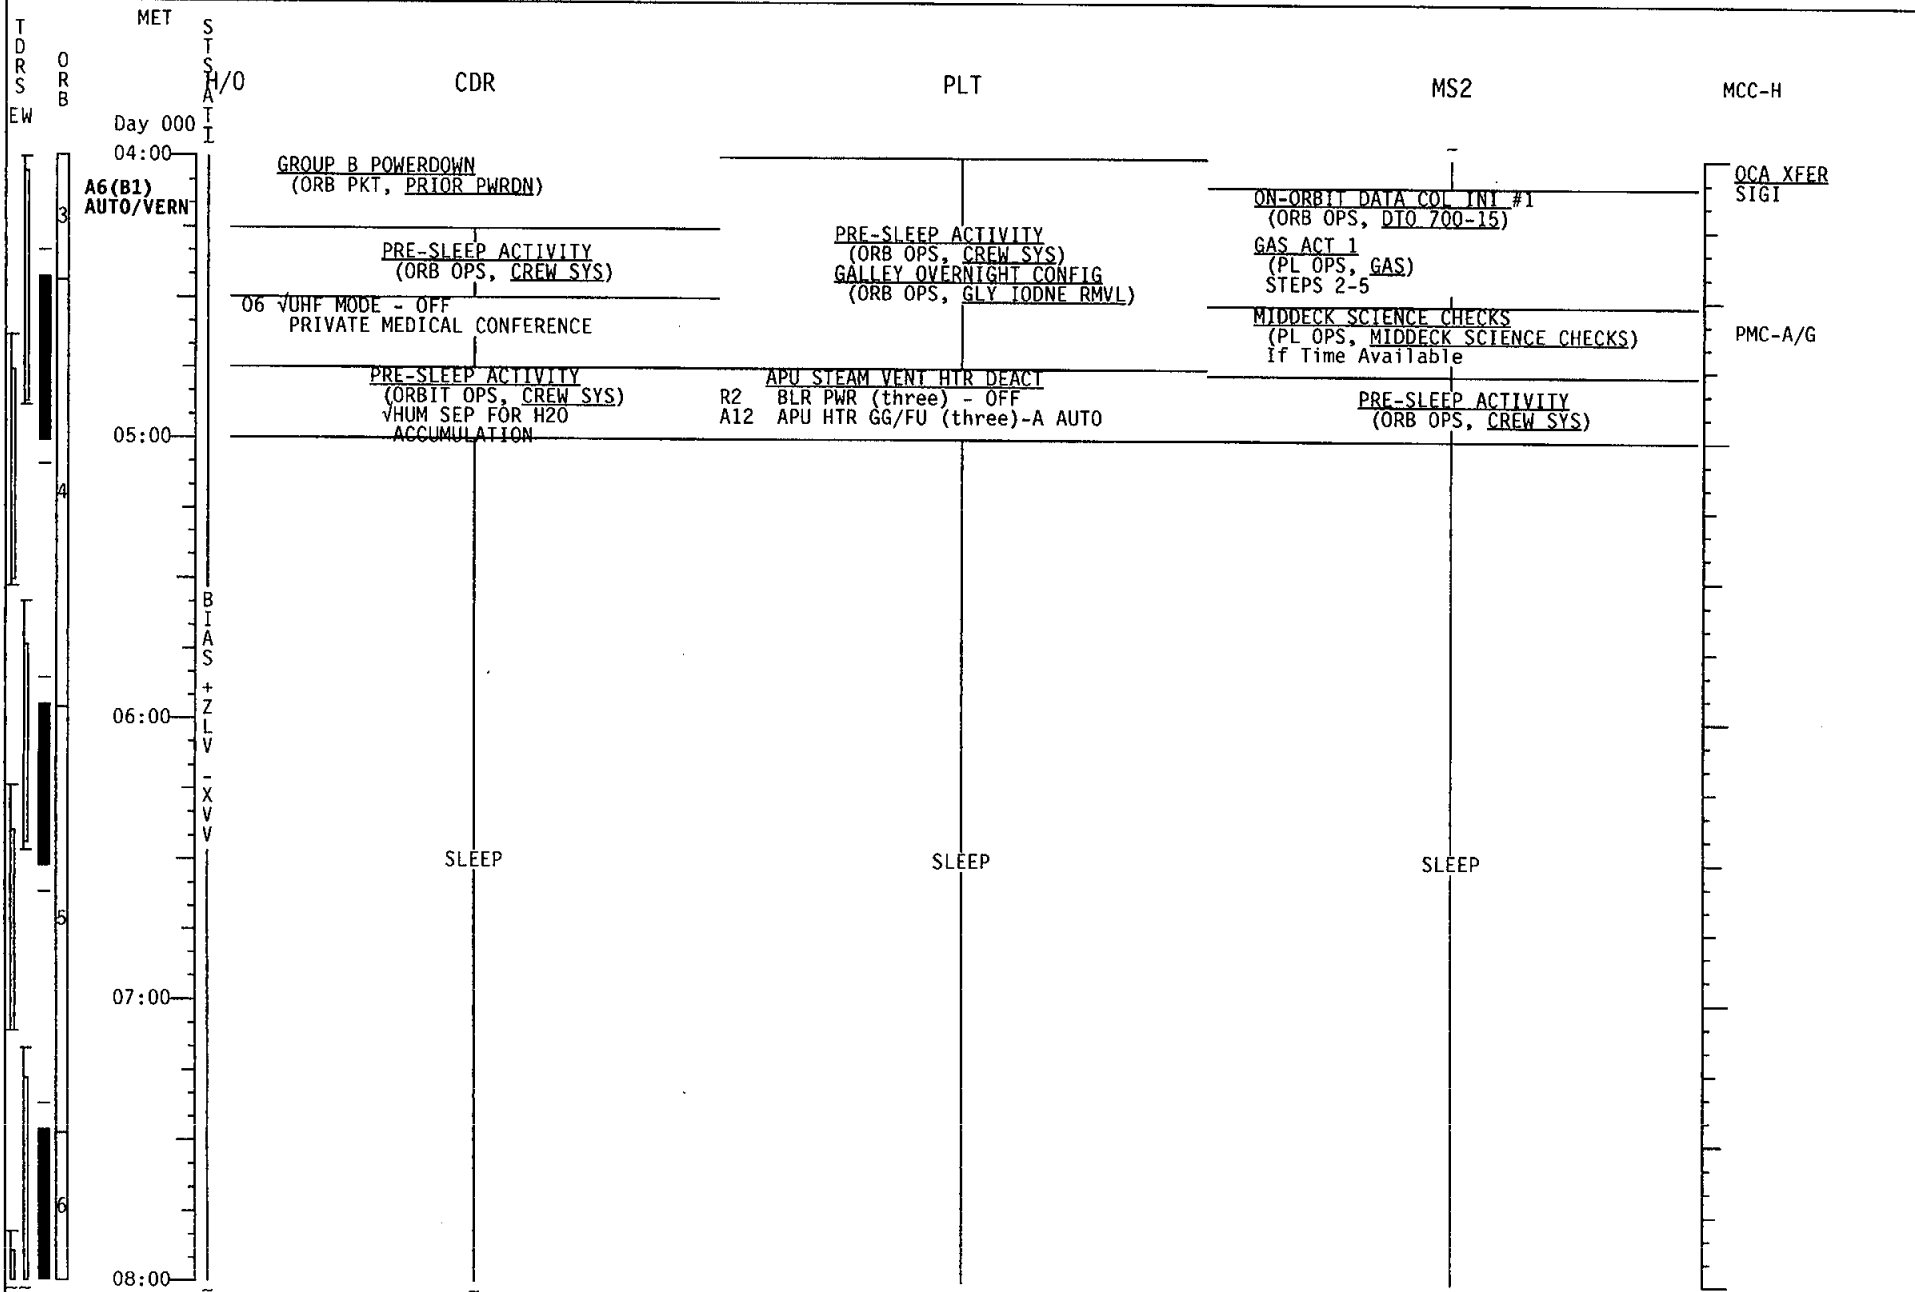 MET
TDRS
EW
ORB
STSATTI
H/O
CDR
PLT
MS2
MCC-H
Day 000
04:00
A6(B1)
AUTO/VERN
3
GROUP B POWERDOWN
(ORB PKT, PRIOR PWRDN)
PRE-SLEEP ACTIVITY
(ORB OPS, CREW SYS)
O6 √UHF MODE - OFF
PRIVATE MEDICAL CONFERENCE
PRE-SLEEP ACTIVITY
(ORBIT OPS, CREW SYS)
√HUM SEP FOR H2O
ACCUMULATION
PRE-SLEEP ACTIVITY
(ORB OPS, CREW SYS)
GALLEY OVERNIGHT CONFIG
(ORB OPS, GLY IODNE RMVL)
APU STEAM VENT HTR DEACT
R2 BLR PWR (three) - OFF
A12 APU HTR GG/FU (three)-A AUTO
ON-ORBIT DATA COL INI #1
(ORB OPS, DTO 700-15)
GAS ACT 1
(PL OPS, GAS)
STEPS 2-5
MIDDECK SCIENCE CHECKS
(PL OPS, MIDDECK SCIENCE CHECKS)
If Time Available
PRE-SLEEP ACTIVITY
(ORB OPS, CREW SYS)
OCA XFER
SIGI
PMC-A/G
05:00
4
BIAS +ZLV -XVV
06:00
SLEEP
SLEEP
SLEEP
5
07:00
6
08:00